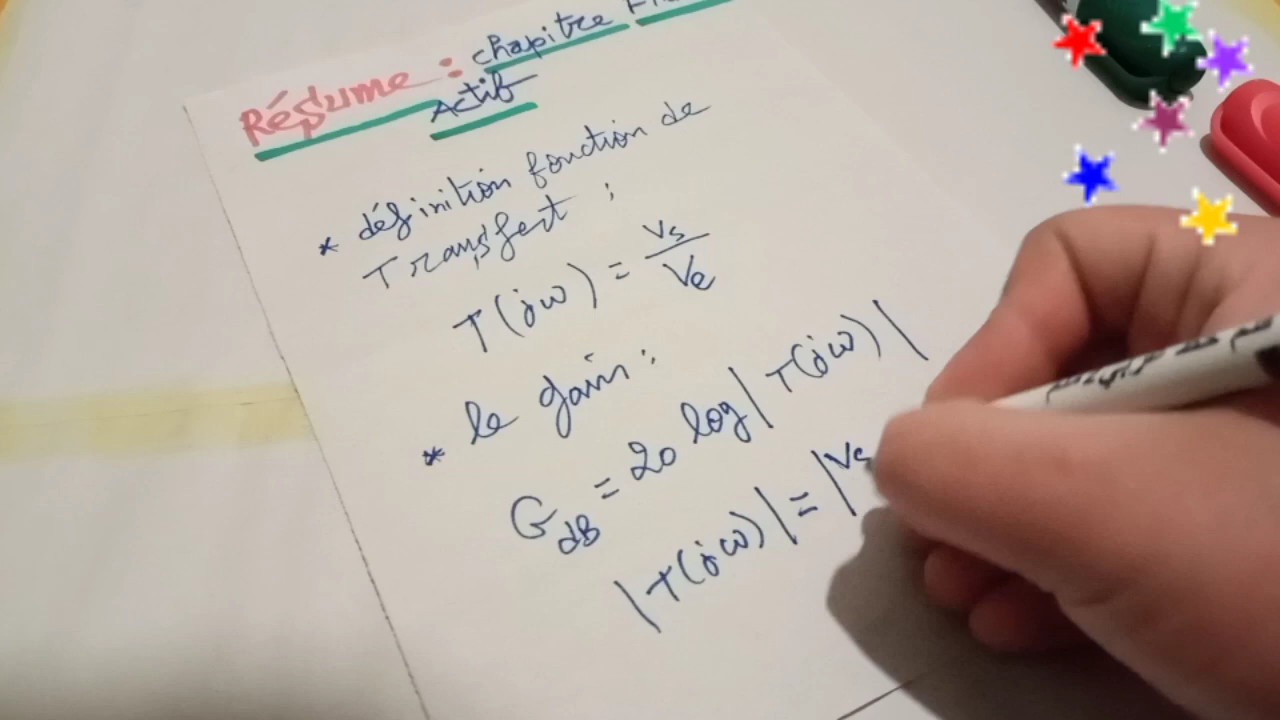 Résume : chapitre
Actif
* définition fonction de
Transfert :
T(jω) = Vs/Ve
* le gain :
GdB = 20 log |T(jω)|
|T(jω)| = |Vs